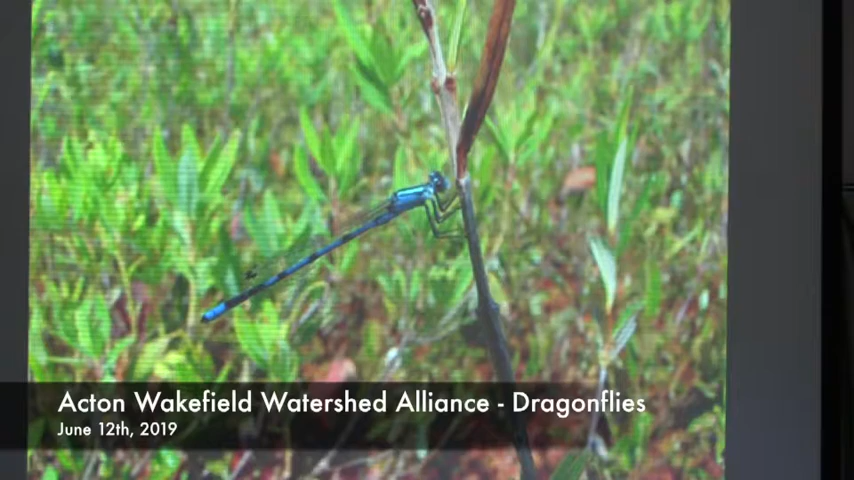 Acton Wakefield Watershed Alliance - Dragonflies
June 12th, 2019